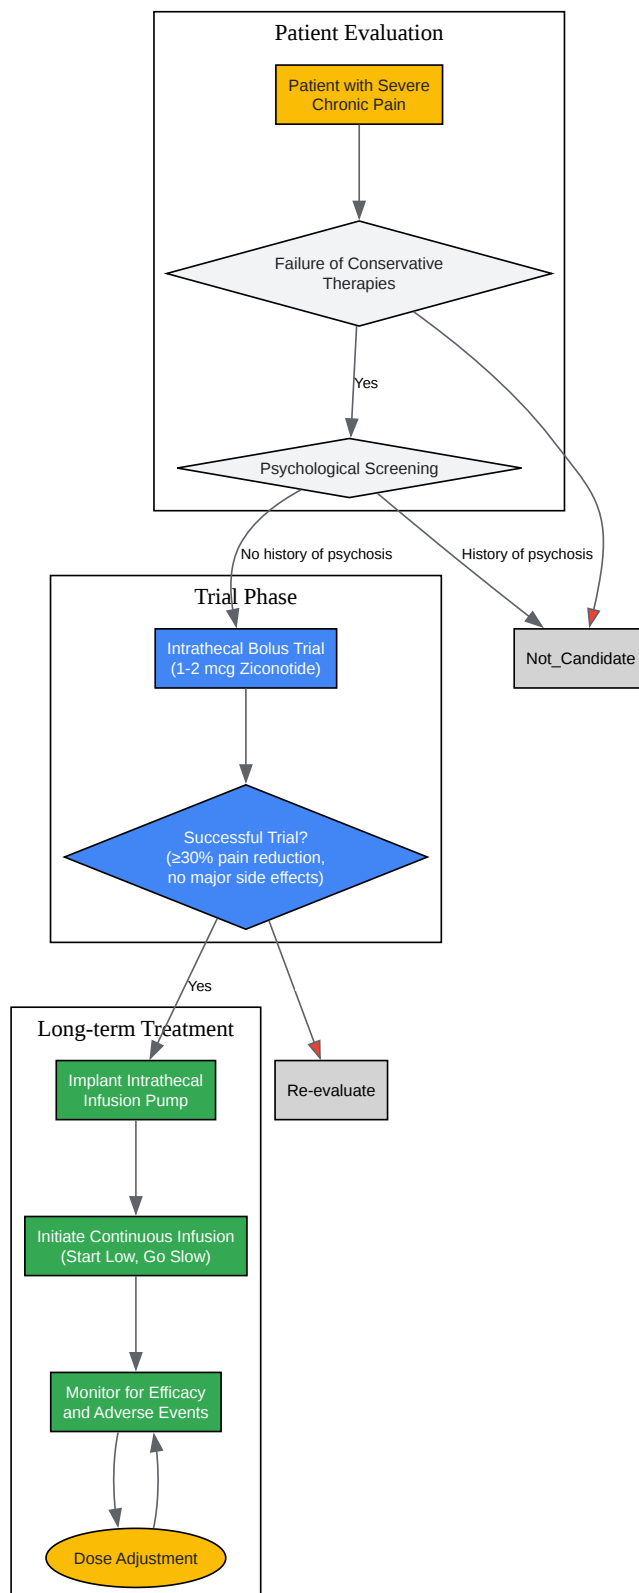 Patient Evaluation
Patient with Severe
Chronic Pain
Failure of Conservative
Therapies
Yes
Psychological Screening
No history of psychosis
History of psychosis
Trial Phase
Intrathecal Bolus Trial
(1-2 mcg Ziconotide)
Not_Candidate
Successful Trial?
(≥30% pain reduction,
no major side effects)
Yes
Long-term Treatment
Implant Intrathecal
Infusion Pump
Re-evaluate
Initiate Continuous Infusion
(Start Low, Go Slow)
Monitor for Efficacy
and Adverse Events
Dose Adjustment